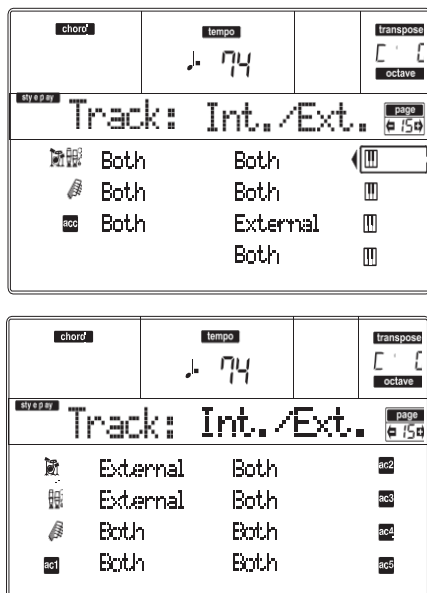 chord tempo transpose
74 C C
octave
style play page
Track: Int./Ext. 15
Both Both
Both Both
acc Both External
Both
chord tempo transpose
74 C C
octave
style play page
Track: Int./Ext. 15
External Both ac2
External Both ac3
Both Both ac4
ac1 Both Both ac5